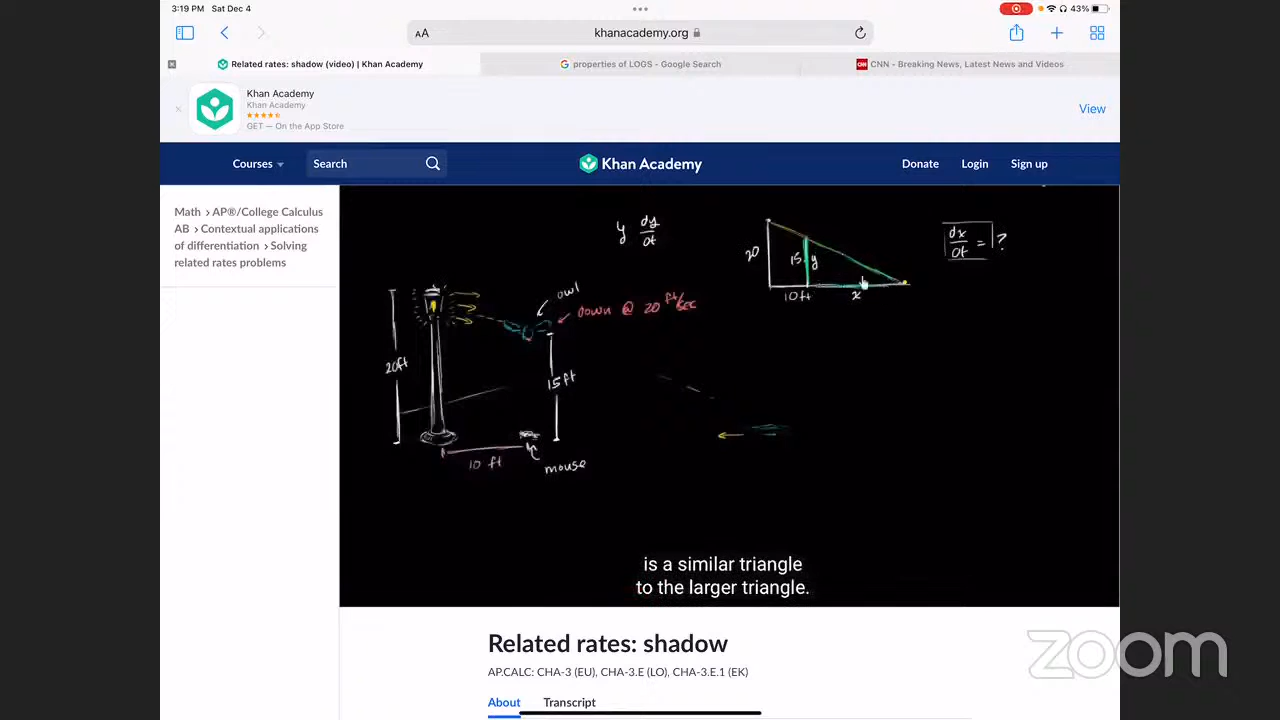 3:19 PM Sat Dec 4
43%
AA
khanacademy.org
Related rates: shadow (video) | Khan Academy
properties of LOGS - Google Search
CNN - Breaking News, Latest News and Videos
Khan Academy
Khan Academy
GET — On the App Store
View
Courses
Search
Khan Academy
Donate
Login
Sign up
Math › AP®/College Calculus
AB › Contextual applications
of differentiation › Solving
related rates problems
y dy/dt
20
15
y
10ft
x
dx/dt = ?
owl
Down @ 20 ft/sec
20ft
15 ft
10 ft
mouse
is a similar triangle
to the larger triangle.
Related rates: shadow
AP.CALC: CHA‑3 (EU), CHA‑3.E (LO), CHA‑3.E.1 (EK)
About
Transcript
zoom